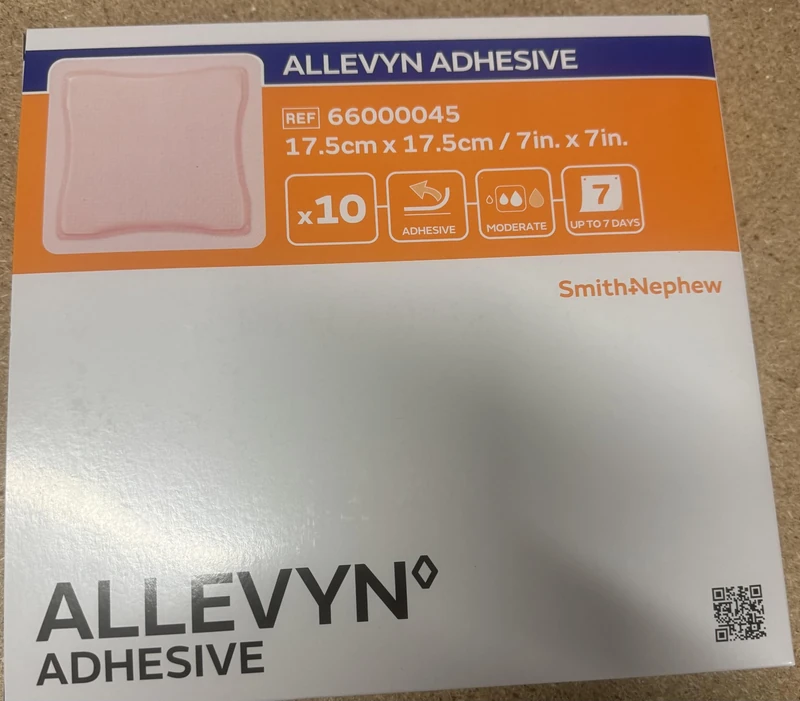 ALLEVYN ADHESIVE
REF 66000045
17.5cm x 17.5cm / 7in. x 7in.
x10
ADHESIVE
MODERATE
7
UP TO 7 DAYS
Smith+Nephew
ALLEVYN◊
ADHESIVE